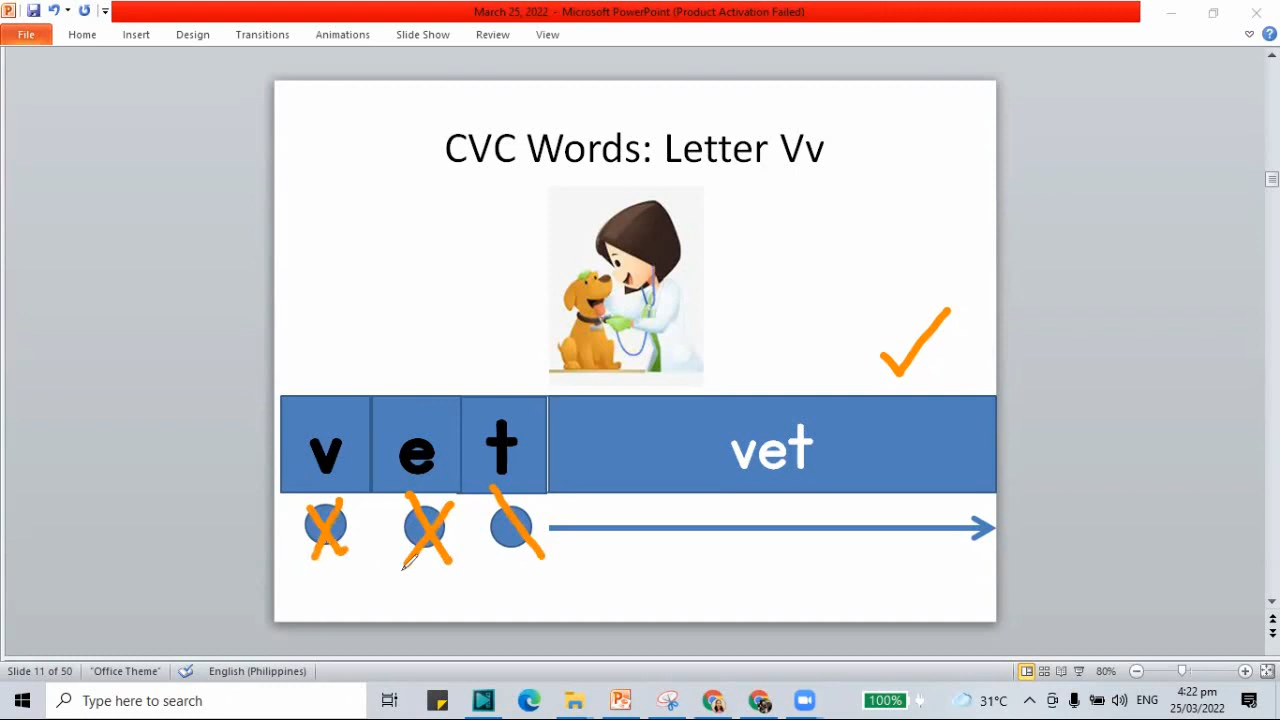 March 25, 2022 - Microsoft PowerPoint (Product Activation Failed)
File Home Insert Design Transitions Animations Slide Show Review View
CVC Words: Letter Vv
v e t vet
Slide 11 of 50 "Office Theme" English (Philippines) 80%
Type here to search 100% 31°C ENG 4:22 pm
25/03/2022